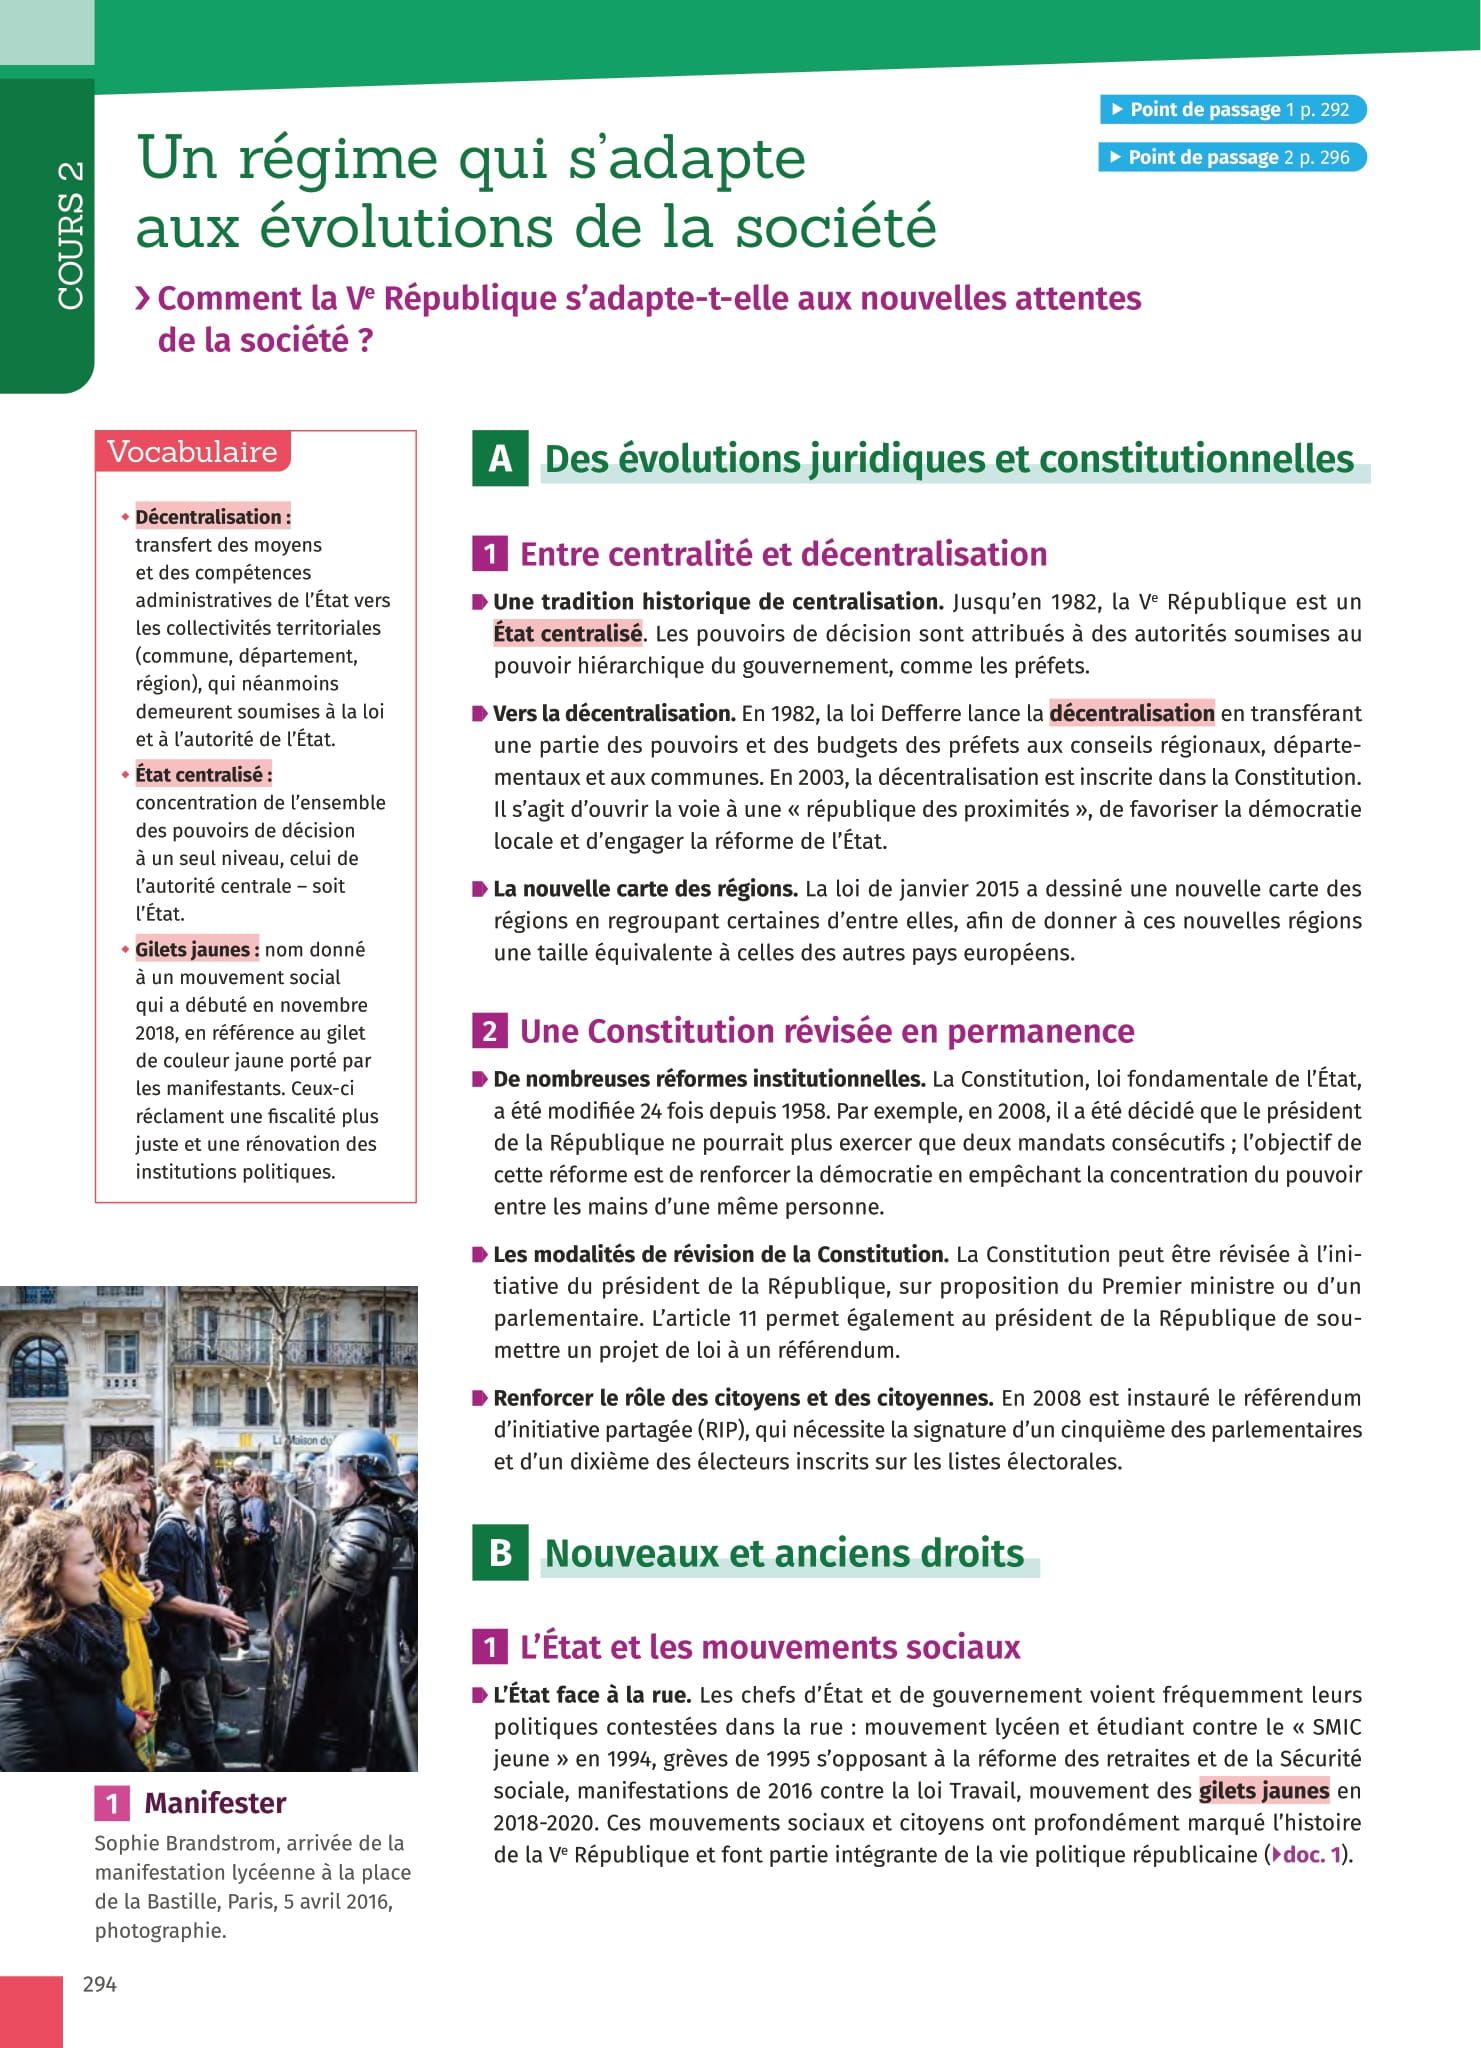 COURS 2
▶ Point de passage 1 p. 292
▶ Point de passage 2 p. 296
Un régime qui s’adapte
aux évolutions de la société
❯ Comment la Vᵉ République s’adapte-t-elle aux nouvelles attentes
de la société ?
Vocabulaire
• Décentralisation :
transfert des moyens
et des compétences
administratives de l’État vers
les collectivités territoriales
(commune, département,
région), qui néanmoins
demeurent soumises à la loi
et à l’autorité de l’État.
• État centralisé :
concentration de l’ensemble
des pouvoirs de décision
à un seul niveau, celui de
l’autorité centrale – soit
l’État.
• Gilets jaunes : nom donné
à un mouvement social
qui a débuté en novembre
2018, en référence au gilet
de couleur jaune porté par
les manifestants. Ceux-ci
réclament une fiscalité plus
juste et une rénovation des
institutions politiques.
La Maison du
1 Manifester
Sophie Brandstrom, arrivée de la
manifestation lycéenne à la place
de la Bastille, Paris, 5 avril 2016,
photographie.
A Des évolutions juridiques et constitutionnelles
1 Entre centralité et décentralisation
Une tradition historique de centralisation. Jusqu’en 1982, la Vᵉ République est un
État centralisé. Les pouvoirs de décision sont attribués à des autorités soumises au
pouvoir hiérarchique du gouvernement, comme les préfets.
Vers la décentralisation. En 1982, la loi Defferre lance la décentralisation en transférant
une partie des pouvoirs et des budgets des préfets aux conseils régionaux, départe-
mentaux et aux communes. En 2003, la décentralisation est inscrite dans la Constitution.
Il s’agit d’ouvrir la voie à une « république des proximités », de favoriser la démocratie
locale et d’engager la réforme de l’État.
La nouvelle carte des régions. La loi de janvier 2015 a dessiné une nouvelle carte des
régions en regroupant certaines d’entre elles, afin de donner à ces nouvelles régions
une taille équivalente à celles des autres pays européens.
2 Une Constitution révisée en permanence
De nombreuses réformes institutionnelles. La Constitution, loi fondamentale de l’État,
a été modifiée 24 fois depuis 1958. Par exemple, en 2008, il a été décidé que le président
de la République ne pourrait plus exercer que deux mandats consécutifs ; l’objectif de
cette réforme est de renforcer la démocratie en empêchant la concentration du pouvoir
entre les mains d’une même personne.
Les modalités de révision de la Constitution. La Constitution peut être révisée à l’ini-
tiative du président de la République, sur proposition du Premier ministre ou d’un
parlementaire. L’article 11 permet également au président de la République de sou-
mettre un projet de loi à un référendum.
Renforcer le rôle des citoyens et des citoyennes. En 2008 est instauré le référendum
d’initiative partagée (RIP), qui nécessite la signature d’un cinquième des parlementaires
et d’un dixième des électeurs inscrits sur les listes électorales.
B Nouveaux et anciens droits
1 L’État et les mouvements sociaux
L’État face à la rue. Les chefs d’État et de gouvernement voient fréquemment leurs
politiques contestées dans la rue : mouvement lycéen et étudiant contre le « SMIC
jeune » en 1994, grèves de 1995 s’opposant à la réforme des retraites et de la Sécurité
sociale, manifestations de 2016 contre la loi Travail, mouvement des gilets jaunes en
2018-2020. Ces mouvements sociaux et citoyens ont profondément marqué l’histoire
de la Vᵉ République et font partie intégrante de la vie politique républicaine (▶doc. 1).
294